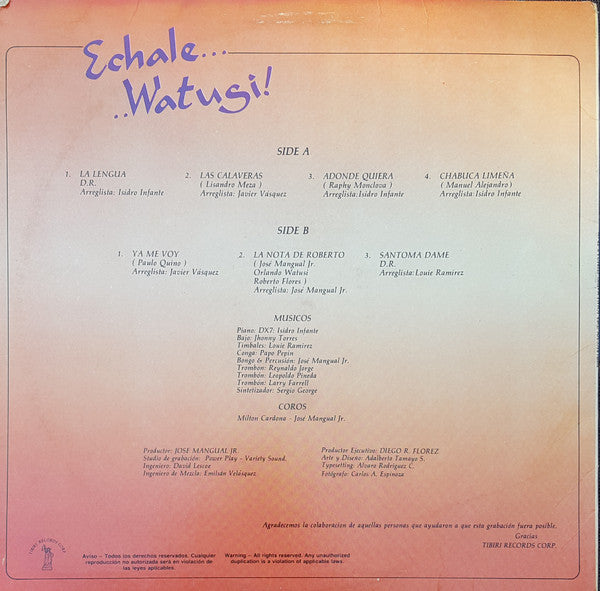 Echale...
..Watusi!
SIDE A
1. LA LENGUA
D.R.
Arreglista: Isidro Infante
2. LAS CALAVERAS
( Lisandro Meza )
Arreglista: Javier Vásquez
3. ADONDE QUIERA
( Raphy Monclova )
Arreglista:Isidro Infante
4. CHABUCA LIMEÑA
( Manuel Alejandro )
Arreglista:Isidro Infante
SIDE B
1. YA ME VOY
( Paulo Quino )
Arreglista: Javier Vásquez
2. LA NOTA DE ROBERTO
( José Mangual Jr.
Orlando Watusi
Roberto Flores )
Arreglista: José Mangual Jr.
3. SANTOMA DAME
D.R.
Arreglista:Louie Ramirez
MUSICOS
Piano: DX7: Isidro Infante
Bajo: Jhonny Torres
Timbales: Louie Ramirez
Conga: Papo Pepin
Bongo & Percusión: José Mangual Jr.
Trombón: Reynaldo Jorge
Trombón: Leopoldo Pineda
Trombón: Larry Farrell
Sintetizador: Sergio George
COROS
Milton Cardona - José Mangual Jr.
Productor: JOSE MANGUAL JR
Studio de grabación: Power Play - Variety Sound.
Ingeniero: David Lescoe
Ingeniero de Mezcla: Emilsán Velásquez
Productor Ejecutivo: DIEGO R. FLOREZ
Arte y Diseño: Adalberto Tamayo S.
Typesetting: Alvaro Rodriguez C.
Fotógrafo: Carlos A. Espinoza
Agradecemos la colaboracion de aquellas personas que ayudaron a que esta grabación fuera posible.
Gracias
TIBIRI RECORDS CORP.
TIBIRI RECORDS CORP.
Aviso – Todos los derechos reservados. Cualquier
reproducción no autorizada será en violación de
las leyes aplicables.
Warning – All rights reserved. Any unauthorized
duplication is a violation of applicable laws.